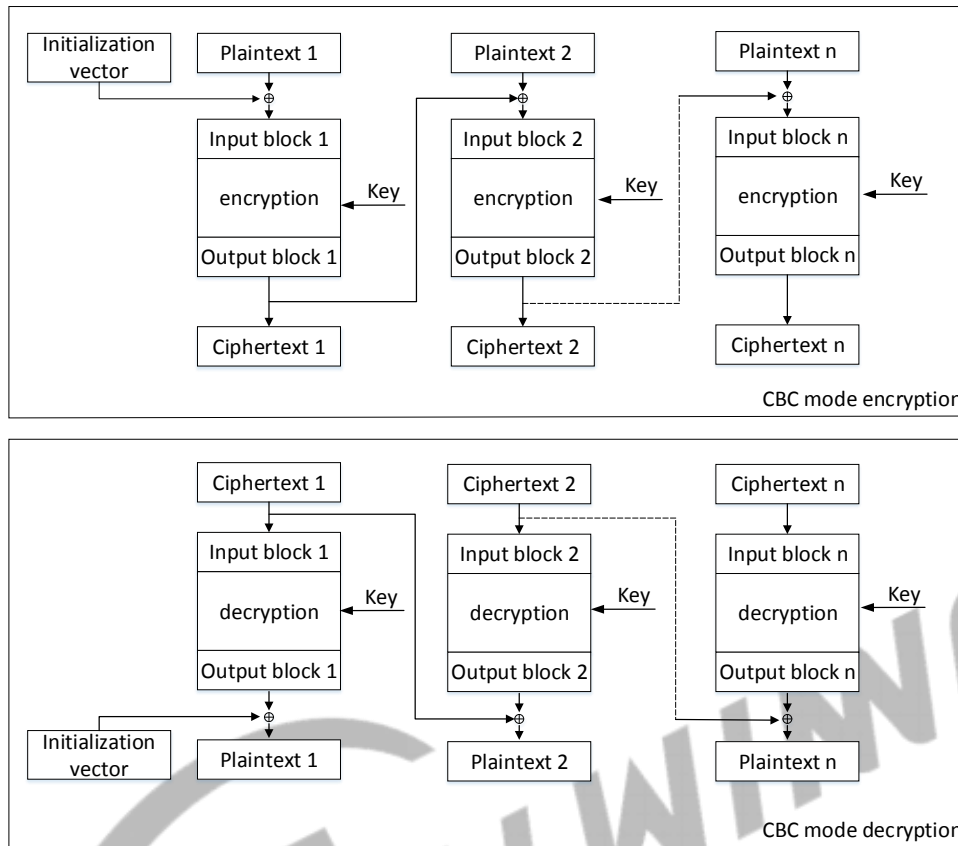 Initialization
vector
Plaintext 1
Plaintext 2
Plaintext n
Input block 1
Input block 2
Input block n
encryption
Key
encryption
Key
encryption
Key
Output block 1
Output block 2
Output block n
Ciphertext 1
Ciphertext 2
Ciphertext n
CBC mode encryption
Ciphertext 1
Ciphertext 2
Ciphertext n
Input block 1
Input block 2
Input block n
decryption
Key
decryption
Key
decryption
Key
Output block 1
Output block 2
Output block n
Initialization
vector
Plaintext 1
Plaintext 2
Plaintext n
CBC mode decryption